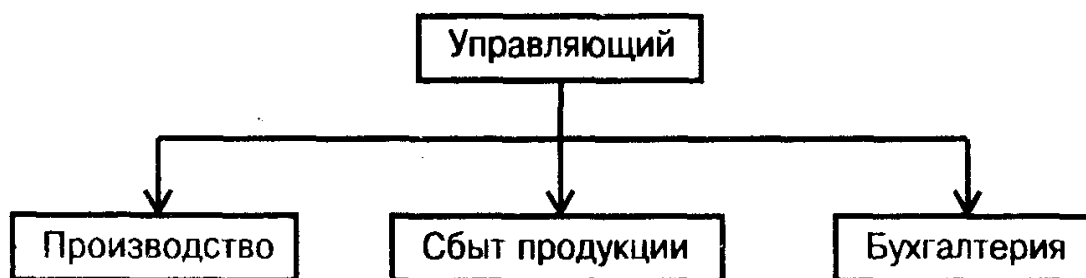 Управляющий
Производство
Сбыт продукции
Бухгалтерия